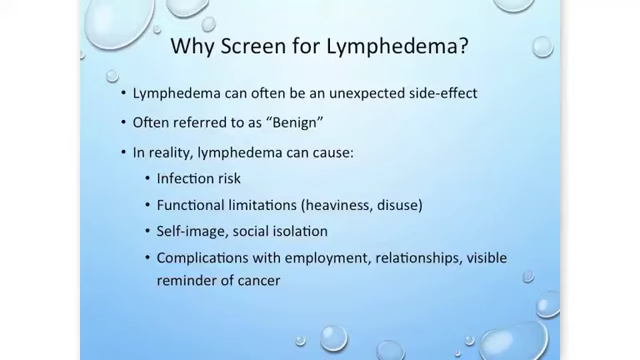 Why Screen for Lymphedema?
• Lymphedema can often be an unexpected side-effect
• Often referred to as “Benign”
• In reality, lymphedema can cause:
• Infection risk
• Functional limitations (heaviness, disuse)
• Self-image, social isolation
• Complications with employment, relationships, visible
reminder of cancer